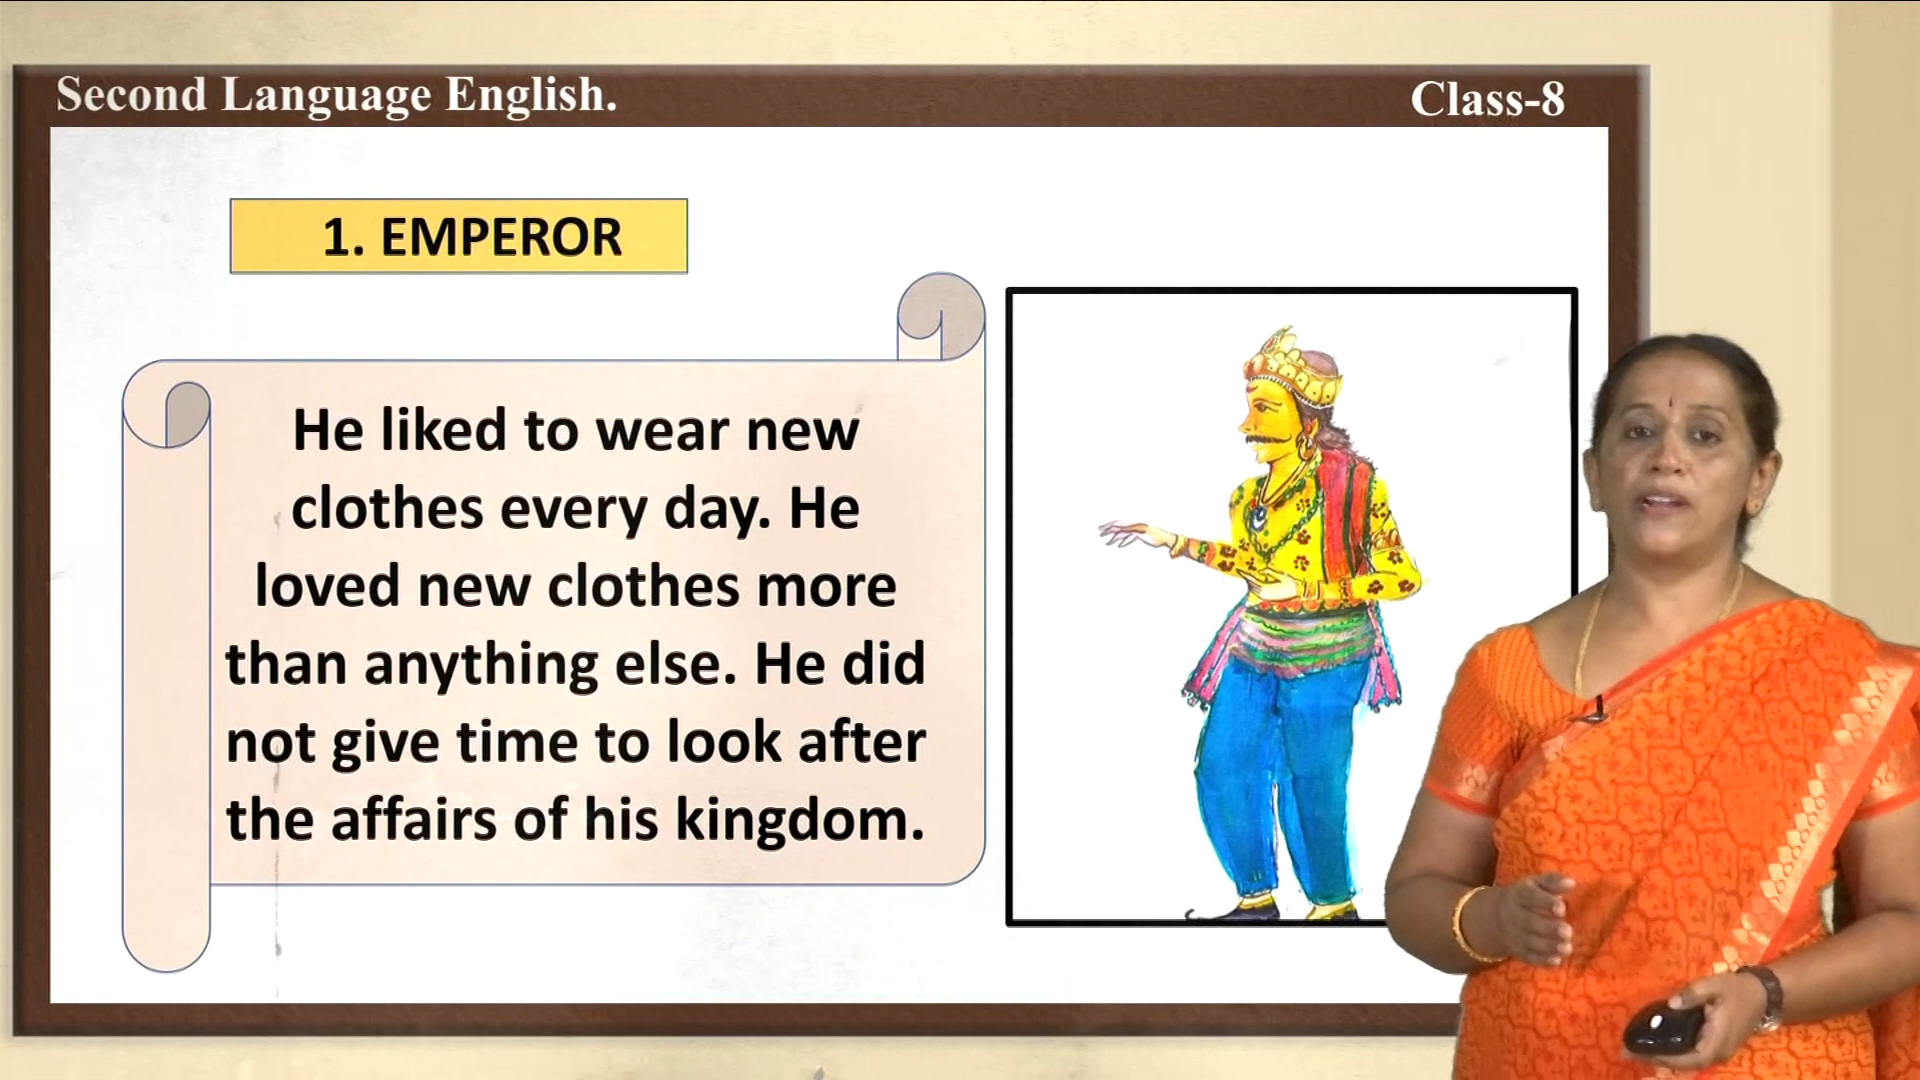 Second Language English.
Class-8
1. EMPEROR
He liked to wear new
clothes every day. He
loved new clothes more
than anything else. He did
not give time to look after
the affairs of his kingdom.